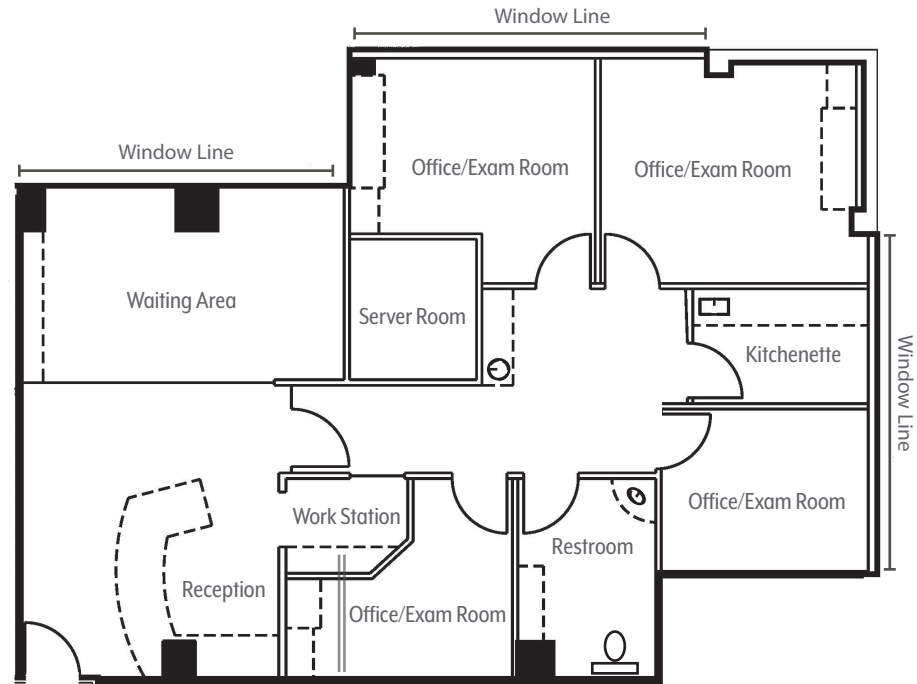 Window Line
Window Line
Office/Exam Room
Office/Exam Room
Waiting Area
Server Room
Kitchenette
Window Line
Office/Exam Room
Work Station
Restroom
Reception
Office/Exam Room